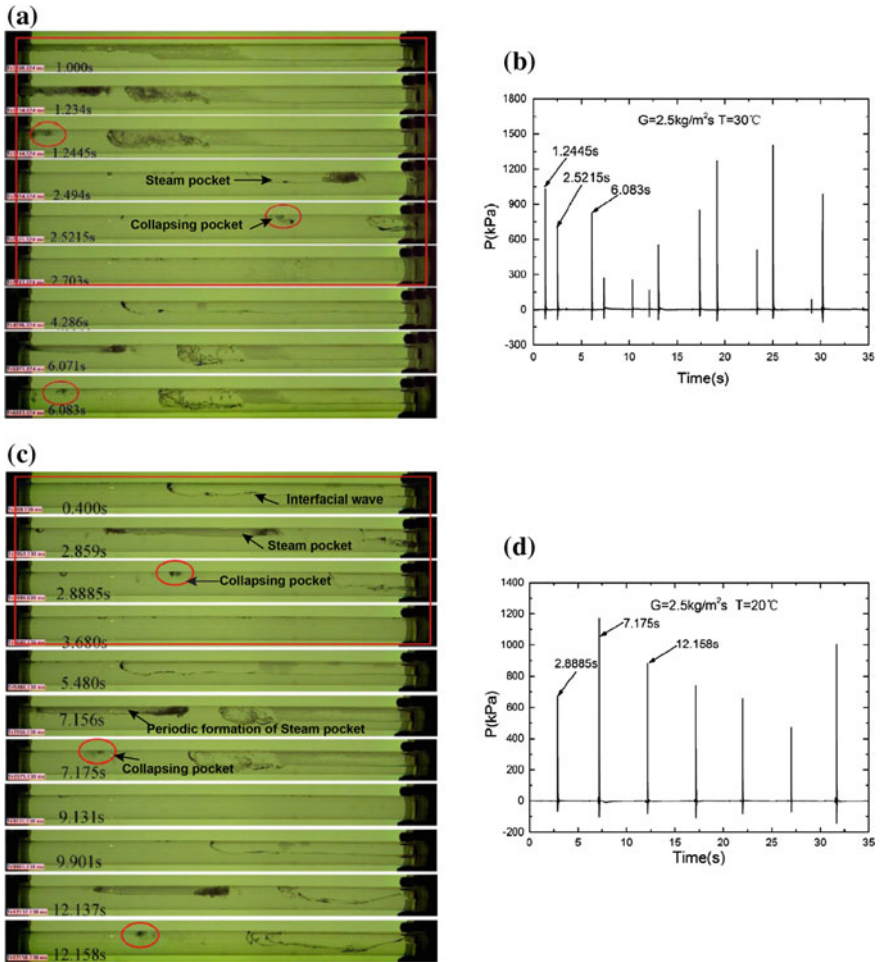 (a)
1.000s
1.234s
1.2445s
Steam pocket
2.494s
Collapsing pocket
2.5215s
2.703s
4.286s
6.071s
6.083s
(b)
1800
1500
1200
900
600
300
0
-300
P(kPa)
G=2.5kg/m²s T=30℃
1.2445s
2.5215s
6.083s
0 5 10 15 20 25 30 35
Time(s)
(c)
Interfacial wave
0.400s
Steam pocket
2.859s
Collapsing pocket
2.8885s
3.680s
5.480s
7.156s
Periodic formation of Steam pocket
Collapsing pocket
7.175s
9.131s
9.901s
12.137s
12.158s
(d)
1400
1200
1000
800
600
400
200
0
-200
P(kPa)
G=2.5kg/m²s T=20℃
7.175s
2.8885s
12.158s
0 5 10 15 20 25 30 35
Time(s)